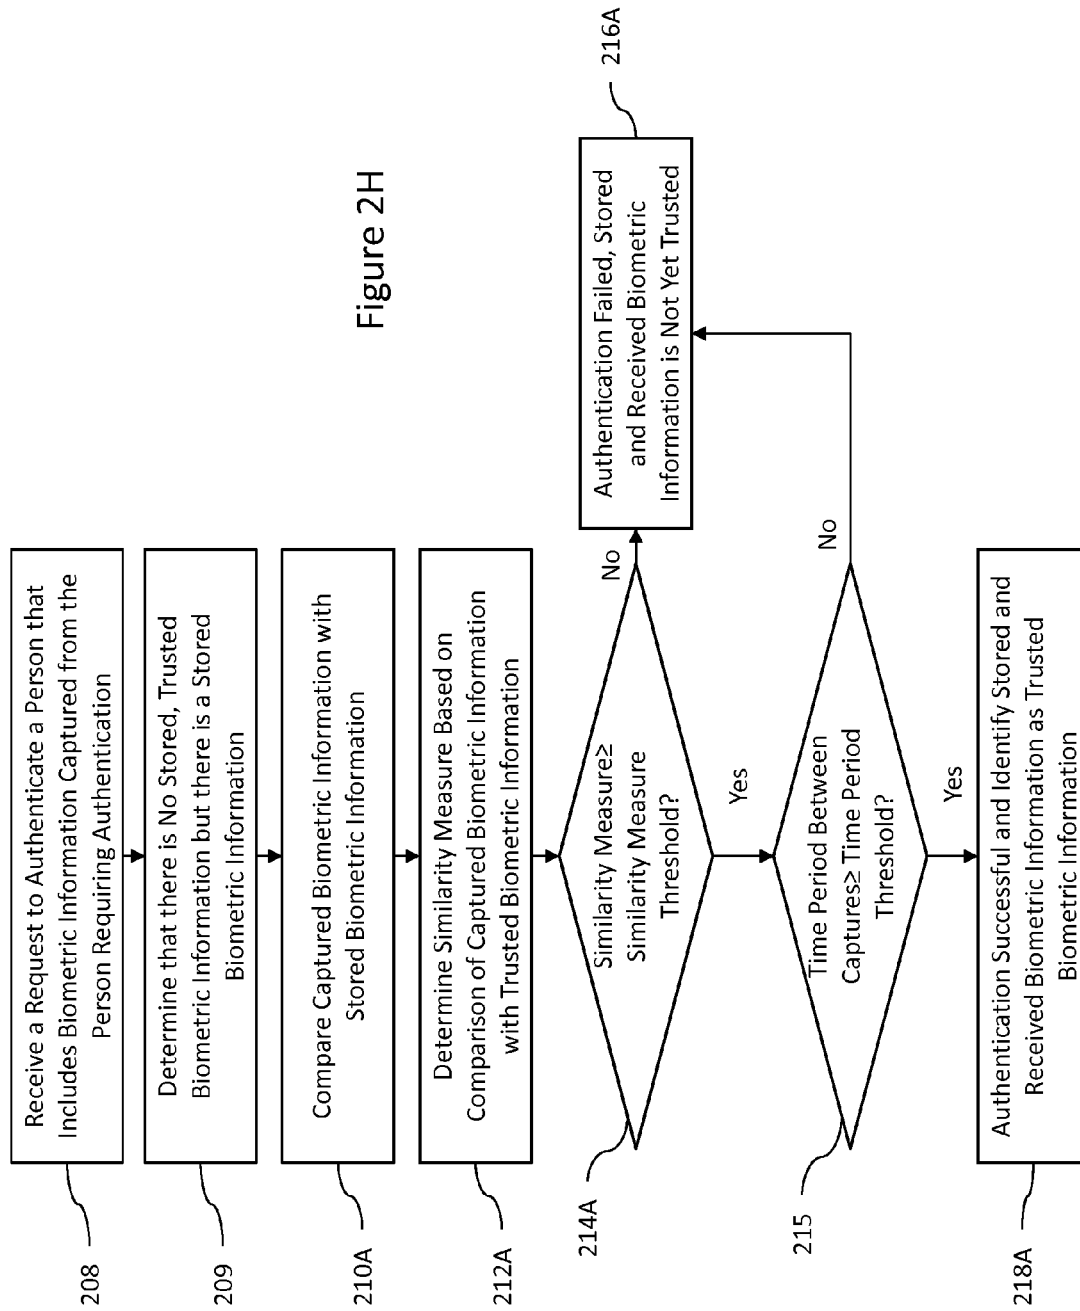 Figure 2H
208
Receive a Request to Authenticate a Person that
Includes Biometric Information Captured from the
Person Requiring Authentication
209
Determine that there is No Stored, Trusted
Biometric Information but there is a Stored
Biometric Information
210A
Compare Captured Biometric Information with
Stored Biometric Information
212A
Determine Similarity Measure Based on
Comparison of Captured Biometric Information
with Trusted Biometric Information
214A
Similarity Measure≥
Similarity Measure
Threshold?
No
Yes
216A
Authentication Failed, Stored
and Received Biometric
Information is Not Yet Trusted
215
Time Period Between
Captures≥ Time Period
Threshold?
No
Yes
218A
Authentication Successful and Identify Stored and
Received Biometric Information as Trusted
Biometric Information